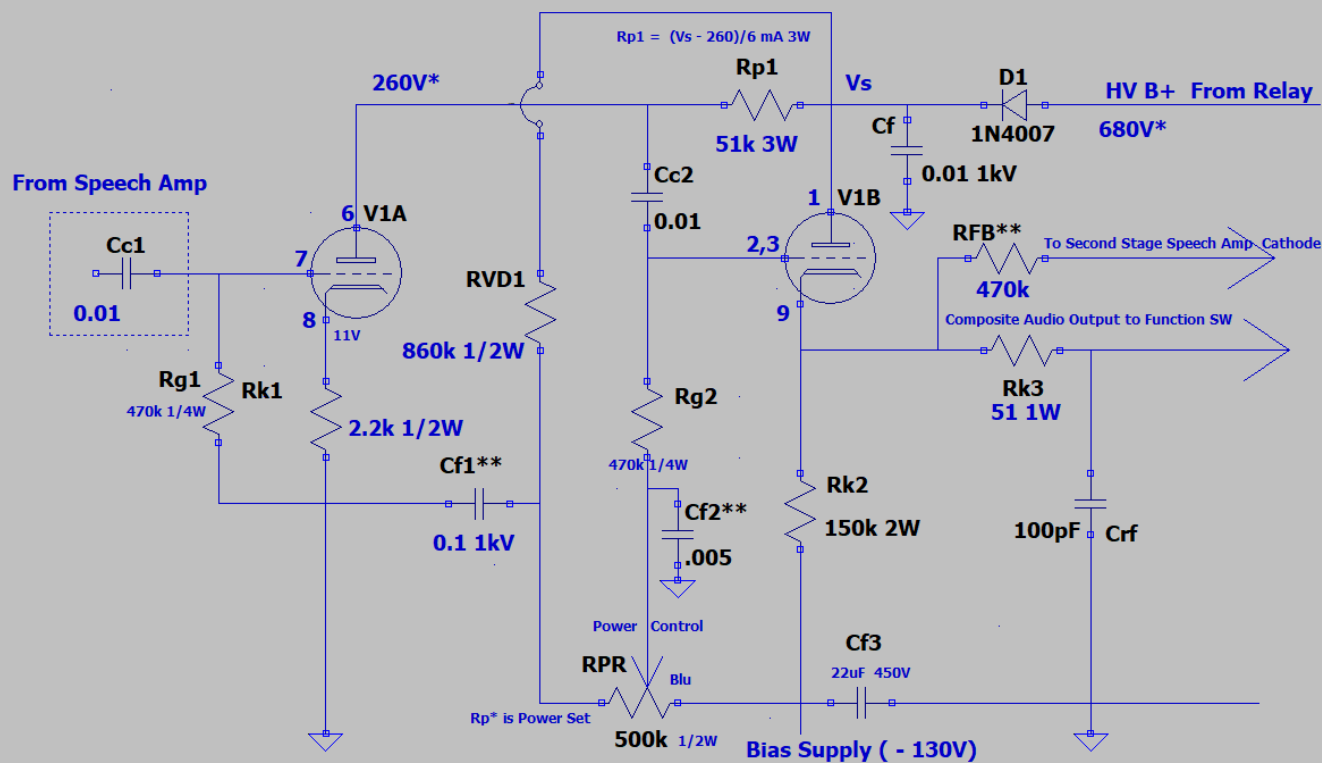 Rp1 = (Vs - 260)/6 mA 3W
260V*
Rp1
Vs
D1
HV B+ From Relay
51k 3W
Cf
1N4007
680V*
0.01 1kV
From Speech Amp
Cc2
0.01
6
V1A
1
V1B
Cc1
7
2,3
RFB**
To Second Stage Speech Amp Cathode
0.01
8
11V
RVD1
9
470k
Composite Audio Output to Function SW
860k 1/2W
Rg1
Rk1
Rg2
Rk3
470k 1/4W
51 1W
2.2k 1/2W
Cf1**
470k 1/4W
Rk2
Cf2**
150k 2W
100pF
Crf
0.1 1kV
.005
Power Control
Cf3
RPR
Blu
22uF 450V
Rp* is Power Set
500k 1/2W
Bias Supply ( - 130V)